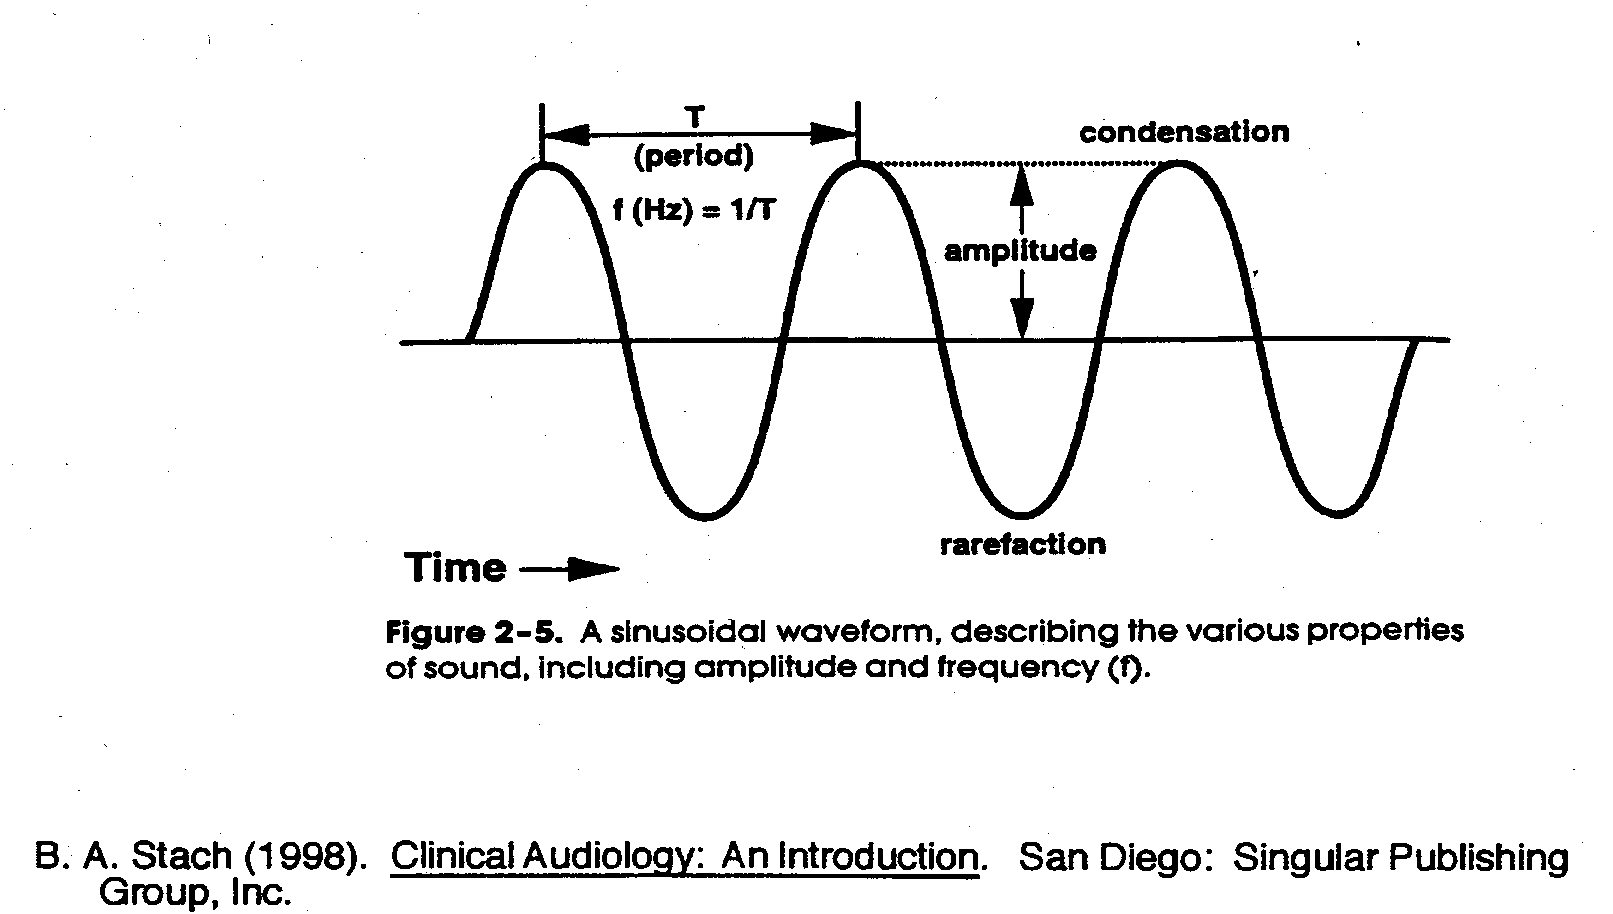 T
(period)
f (Hz) = 1/T
condensation
amplitude
rarefaction
Time
Figure 2-5. A sinusoidal waveform, describing the various properties
of sound, including amplitude and frequency (f).
B. A. Stach (1998). Clinical Audiology: An Introduction. San Diego: Singular Publishing
Group, Inc.